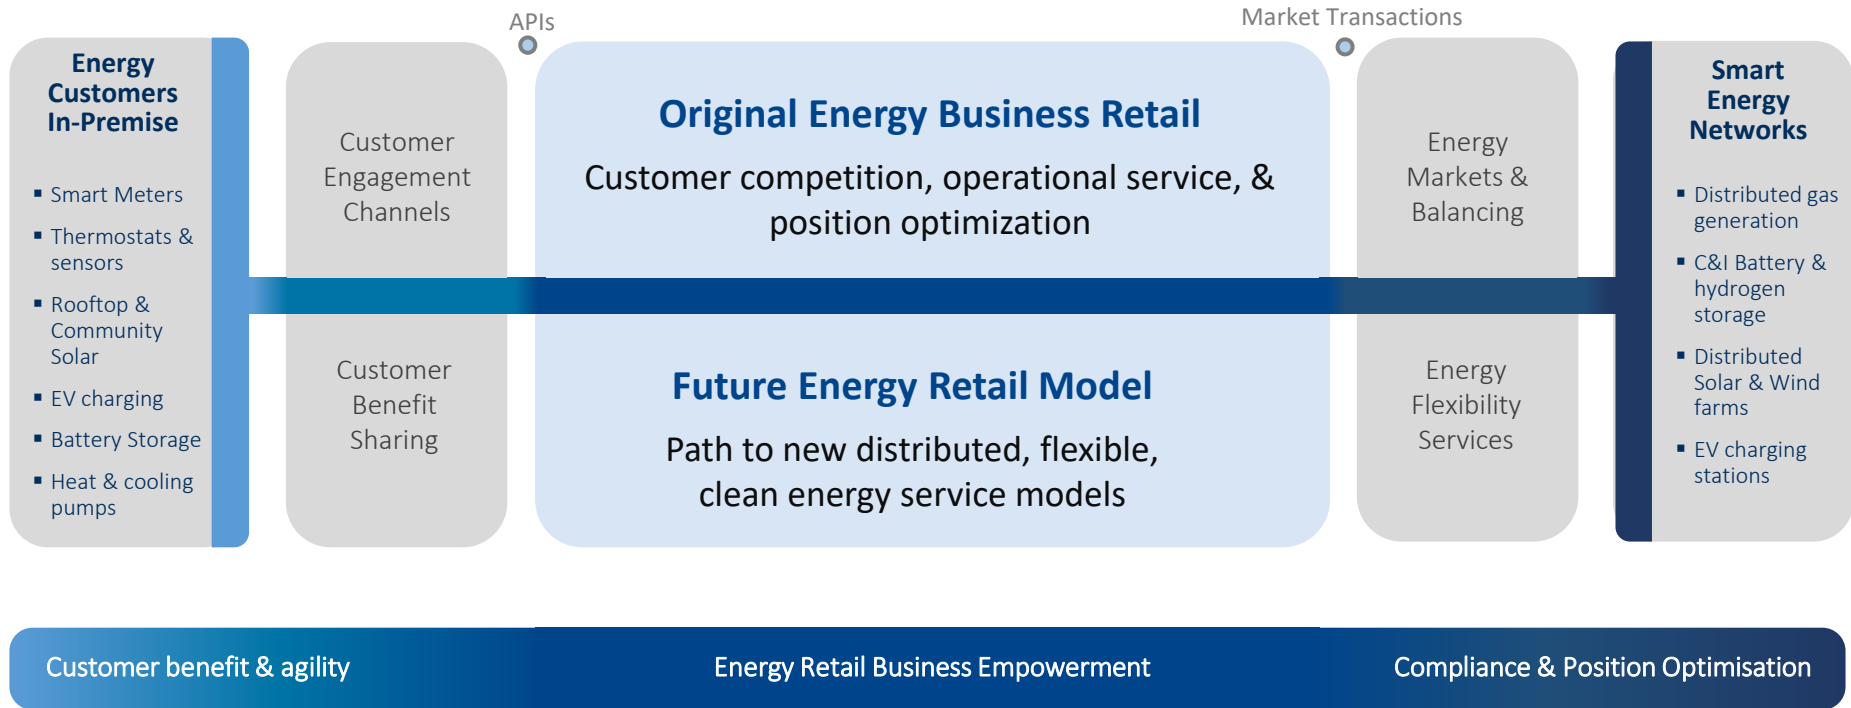 APIs
Market Transactions
Energy
Customers
In-Premise
▪ Smart Meters
▪ Thermostats &
sensors
▪ Rooftop &
Community
Solar
▪ EV charging
▪ Battery Storage
▪ Heat & cooling
pumps
Customer
Engagement
Channels
Customer
Benefit
Sharing
Original Energy Business Retail
Customer competition, operational service, &
position optimization
Future Energy Retail Model
Path to new distributed, flexible,
clean energy service models
Energy
Markets &
Balancing
Energy
Flexibility
Services
Smart
Energy
Networks
▪ Distributed gas
generation
▪ C&I Battery &
hydrogen
storage
▪ Distributed
Solar & Wind
farms
▪ EV charging
stations
Customer benefit & agility
Energy Retail Business Empowerment
Compliance & Position Optimisation